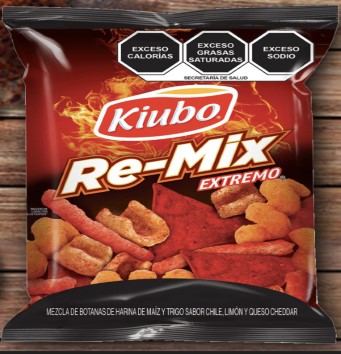 EXCESO CALORÍAS
EXCESO GRASAS SATURADAS
EXCESO SODIO
SECRETARÍA DE SALUD
Kiubo
Re-Mix
EXTREMO
MEZCLA DE BOTANAS DE HARINA DE MAÍZ Y TRIGO SABOR CHILE, LIMÓN Y QUESO CHEDDAR